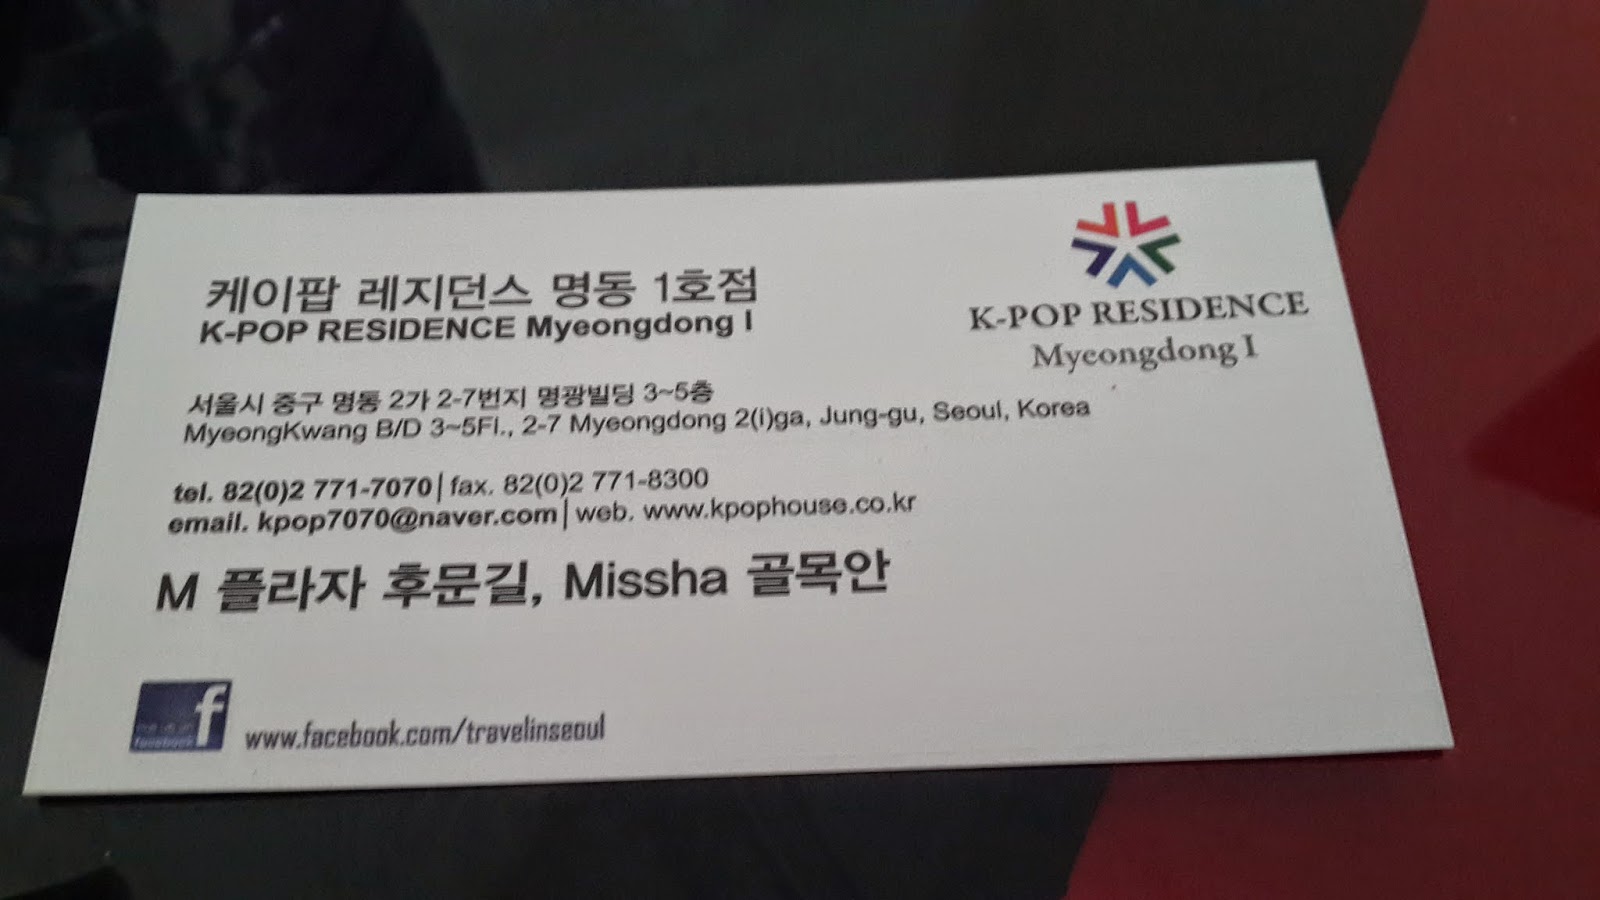 케이팝 레지던스 명동 1호점
K-POP RESIDENCE Myeongdong I
K-POP RESIDENCE
Myeongdong I
서울시 중구 명동 2가 2-7번지 명광빌딩 3~5층
MyeongKwang B/D 3~5Fl., 2-7 Myeongdong 2(i)ga, Jung-gu, Seoul, Korea
tel. 82(0)2 771-7070 | fax. 82(0)2 771-8300
email. kpop7070@naver.com | web. www.kpophouse.co.kr
M 플라자 후문길, Missha 골목안
facebook
www.facebook.com/travelinseoul